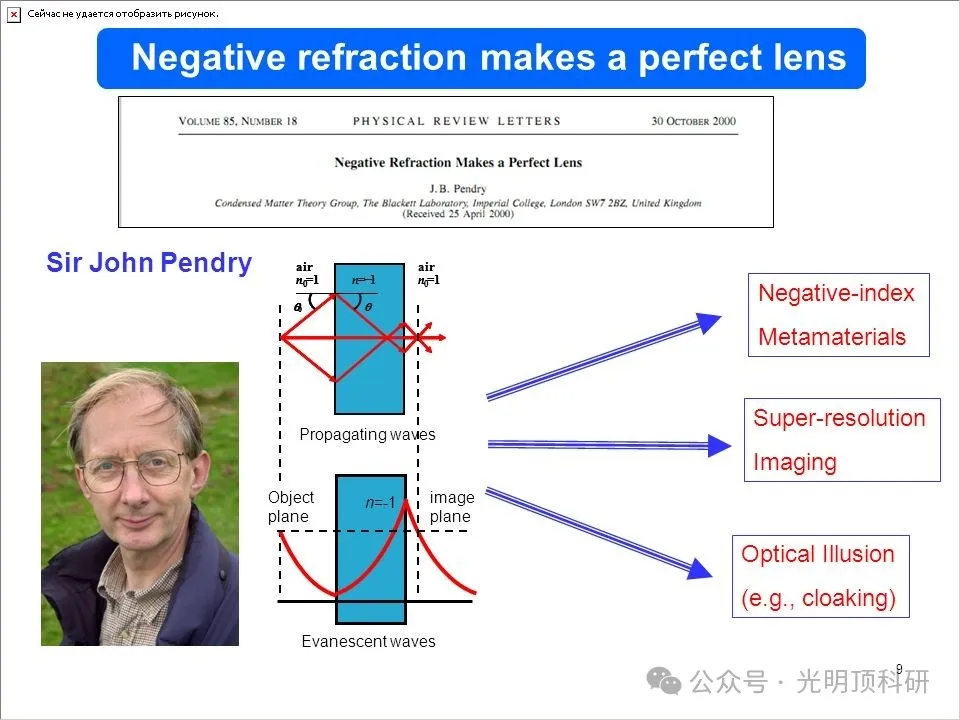 Сейчас не удается отобразить рисунок.
Negative refraction makes a perfect lens
VOLUME 85, NUMBER 18 PHYSICAL REVIEW LETTERS 30 OCTOBER 2000
Negative Refraction Makes a Perfect Lens
J. B. Pendry
Condensed Matter Theory Group, The Blackett Laboratory, Imperial College, London SW7 2BZ, United Kingdom
(Received 25 April 2000)
Sir John Pendry
air
n₀=1
n=-1
air
n₀=1
θ
Propagating waves
Object
plane
n=-1
image
plane
Evanescent waves
Negative-index
Metamaterials
Super-resolution
Imaging
Optical Illusion
(e.g., cloaking)
9
公众号 · 光明顶科研